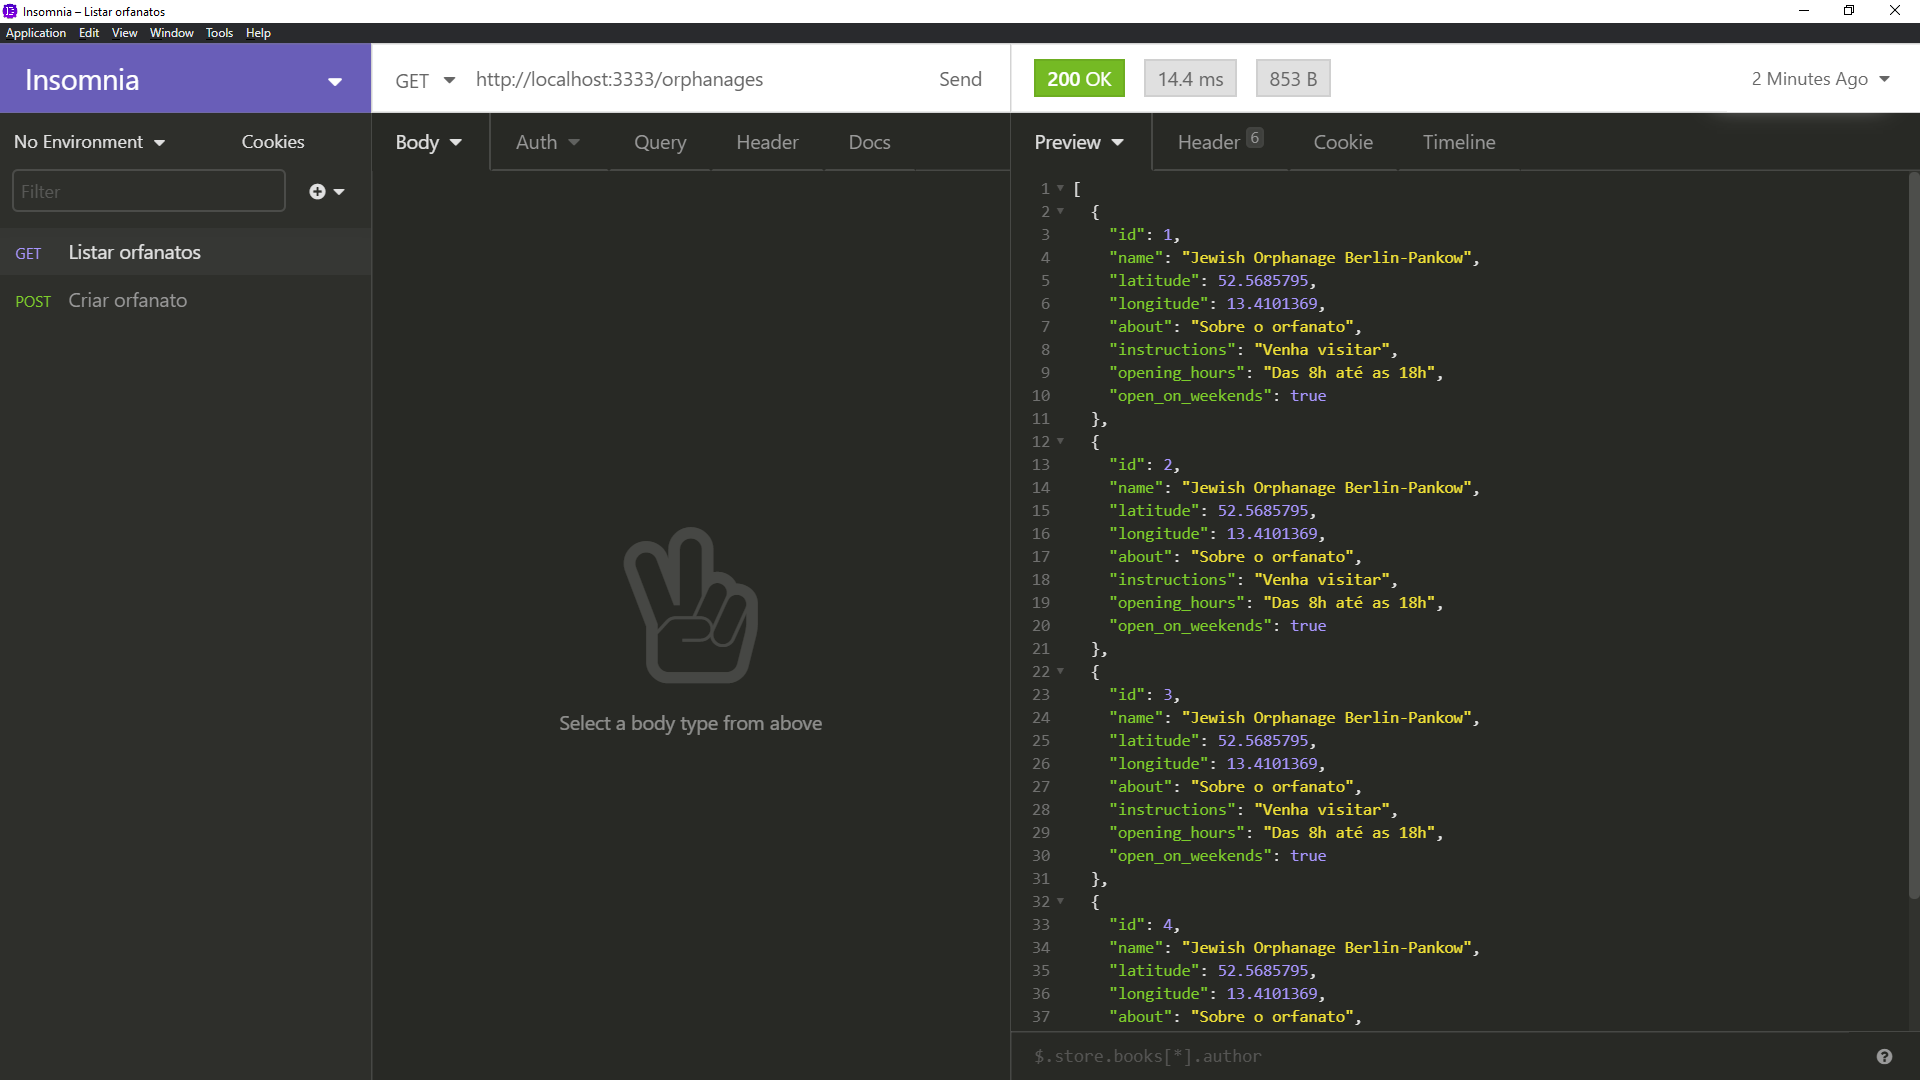 Insomnia – Listar orfanatos
Application Edit View Window Tools Help
Insomnia
GET http://localhost:3333/orphanages Send
200 OK 14.4 ms 853 B 2 Minutes Ago
No Environment Cookies
Body Auth Query Header Docs
Preview Header 6 Cookie Timeline
Filter
GET Listar orfanatos
POST Criar orfanato
Select a body type from above
1 [
2 {
3 "id": 1,
4 "name": "Jewish Orphanage Berlin-Pankow",
5 "latitude": 52.5685795,
6 "longitude": 13.4101369,
7 "about": "Sobre o orfanato",
8 "instructions": "Venha visitar",
9 "opening_hours": "Das 8h até as 18h",
10 "open_on_weekends": true
11 },
12 {
13 "id": 2,
14 "name": "Jewish Orphanage Berlin-Pankow",
15 "latitude": 52.5685795,
16 "longitude": 13.4101369,
17 "about": "Sobre o orfanato",
18 "instructions": "Venha visitar",
19 "opening_hours": "Das 8h até as 18h",
20 "open_on_weekends": true
21 },
22 {
23 "id": 3,
24 "name": "Jewish Orphanage Berlin-Pankow",
25 "latitude": 52.5685795,
26 "longitude": 13.4101369,
27 "about": "Sobre o orfanato",
28 "instructions": "Venha visitar",
29 "opening_hours": "Das 8h até as 18h",
30 "open_on_weekends": true
31 },
32 {
33 "id": 4,
34 "name": "Jewish Orphanage Berlin-Pankow",
35 "latitude": 52.5685795,
36 "longitude": 13.4101369,
37 "about": "Sobre o orfanato",
$.store.books[*].author